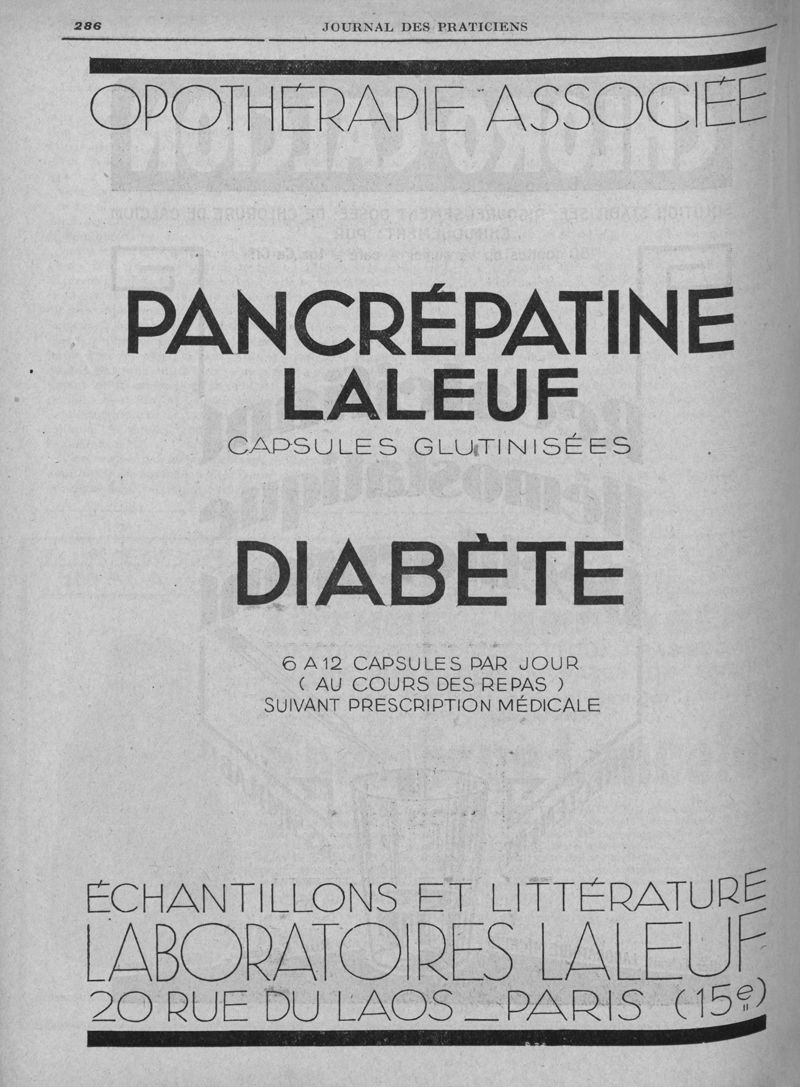 286
JOURNAL DES PRATICIENS
OPOTHÉRAPIE ASSOCIÉE
PANCRÉPATINE
LALEUF
CAPSULES GLUTINISÉES
DIABÈTE
6 A 12 CAPSULES PAR JOUR
( AU COURS DES REPAS )
SUIVANT PRESCRIPTION MÉDICALE
ÉCHANTILLONS ET LITTÉRATURE
LABORATOIRES LALEUF
20 RUE DU LAOS _ PARIS (15e)